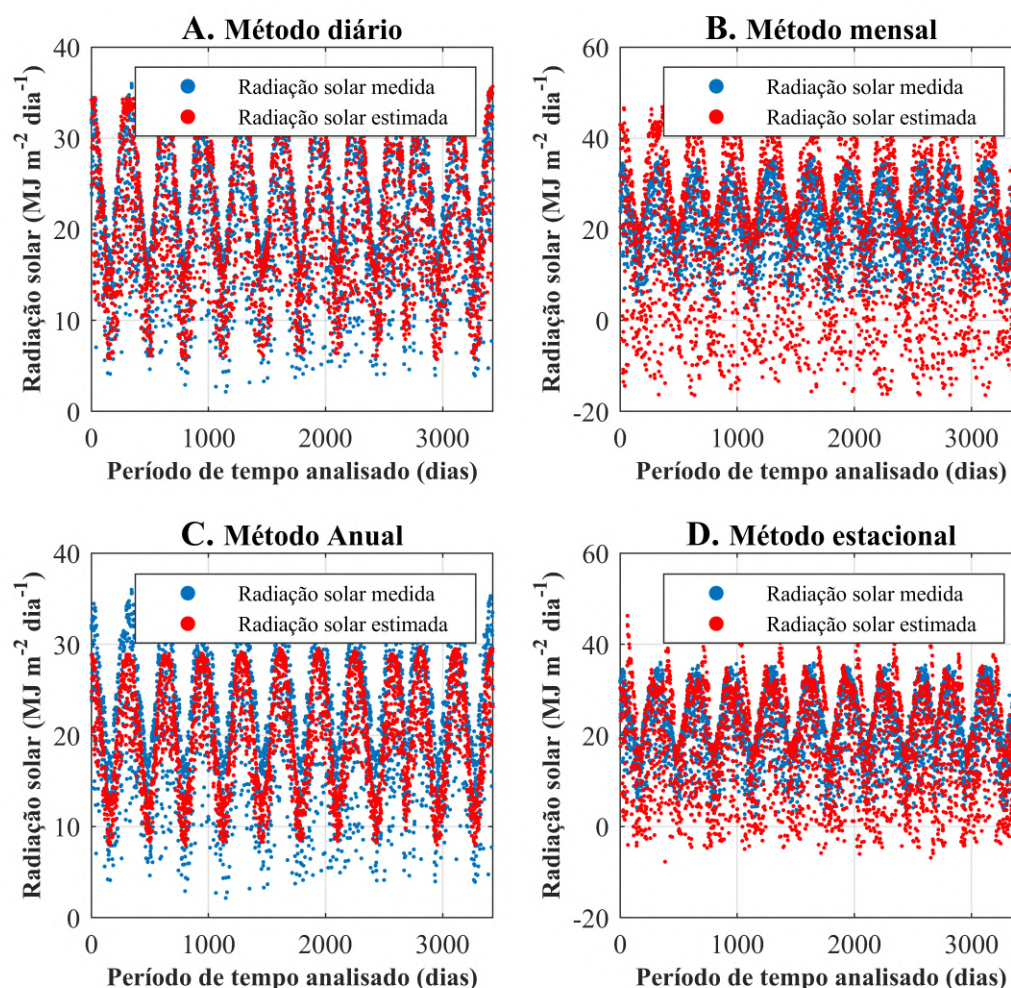 A. Método diário
40
30
20
10
0
Radiação solar (MJ m⁻² dia⁻¹)
Radiação solar medida
Radiação solar estimada
0 1000 2000 3000
Período de tempo analisado (dias)
B. Método mensal
60
40
20
0
-20
Radiação solar (MJ m⁻² dia⁻¹)
Radiação solar medida
Radiação solar estimada
0 1000 2000 3000
Período de tempo analisado (dias)
C. Método Anual
40
30
20
10
0
Radiação solar (MJ m⁻² dia⁻¹)
Radiação solar medida
Radiação solar estimada
0 1000 2000 3000
Período de tempo analisado (dias)
D. Método estacional
60
40
20
0
-20
Radiação solar (MJ m⁻² dia⁻¹)
Radiação solar medida
Radiação solar estimada
0 1000 2000 3000
Período de tempo analisado (dias)